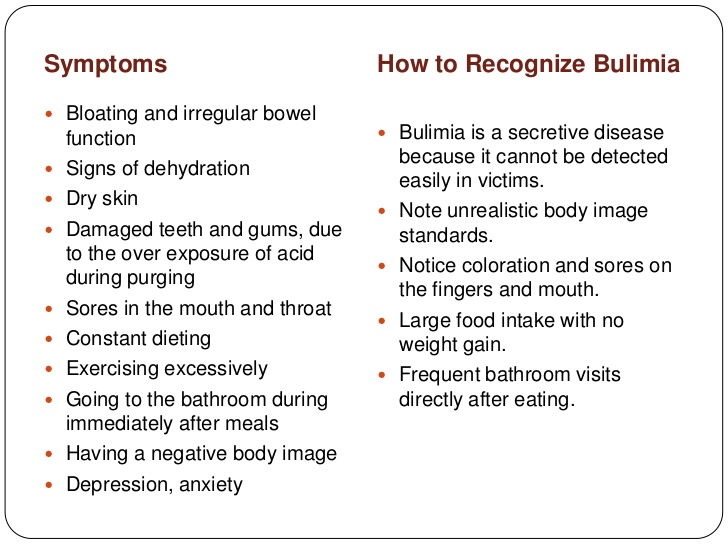 Symptoms
• Bloating and irregular bowel
function
• Signs of dehydration
• Dry skin
• Damaged teeth and gums, due
to the over exposure of acid
during purging
• Sores in the mouth and throat
• Constant dieting
• Exercising excessively
• Going to the bathroom during
immediately after meals
• Having a negative body image
• Depression, anxiety
How to Recognize Bulimia
• Bulimia is a secretive disease
because it cannot be detected
easily in victims.
• Note unrealistic body image
standards.
• Notice coloration and sores on
the fingers and mouth.
• Large food intake with no
weight gain.
• Frequent bathroom visits
directly after eating.